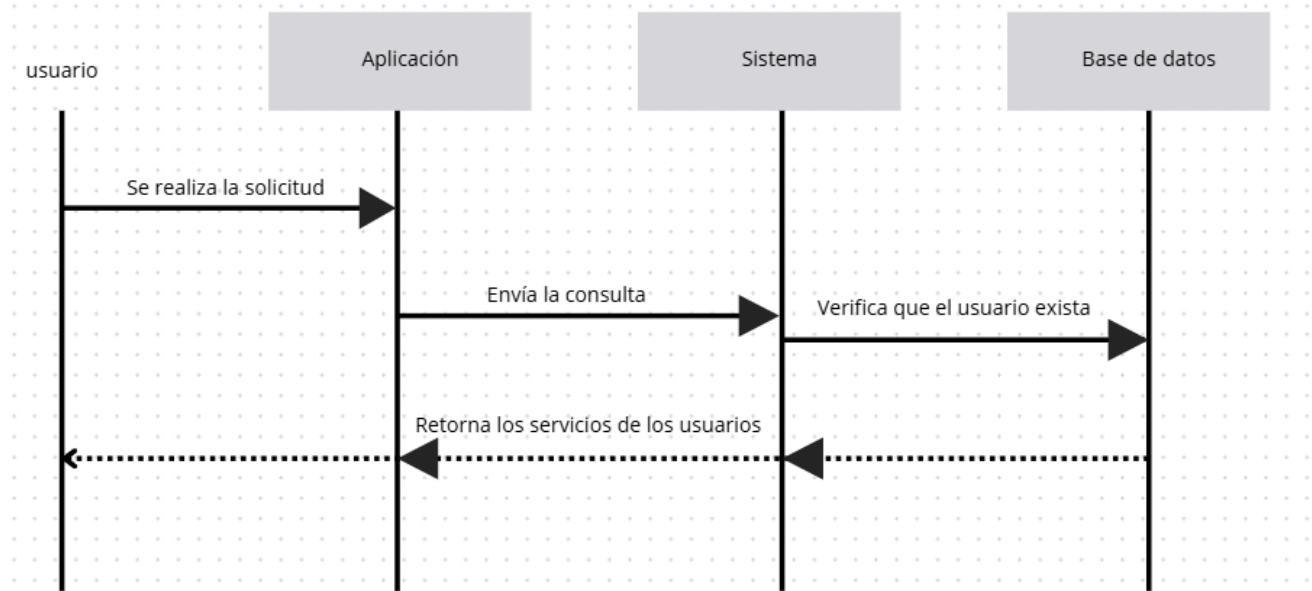 usuario
Aplicación
Sistema
Base de datos
Se realiza la solicitud
Envía la consulta
Verifica que el usuario exista
Retorna los servicios de los usuarios